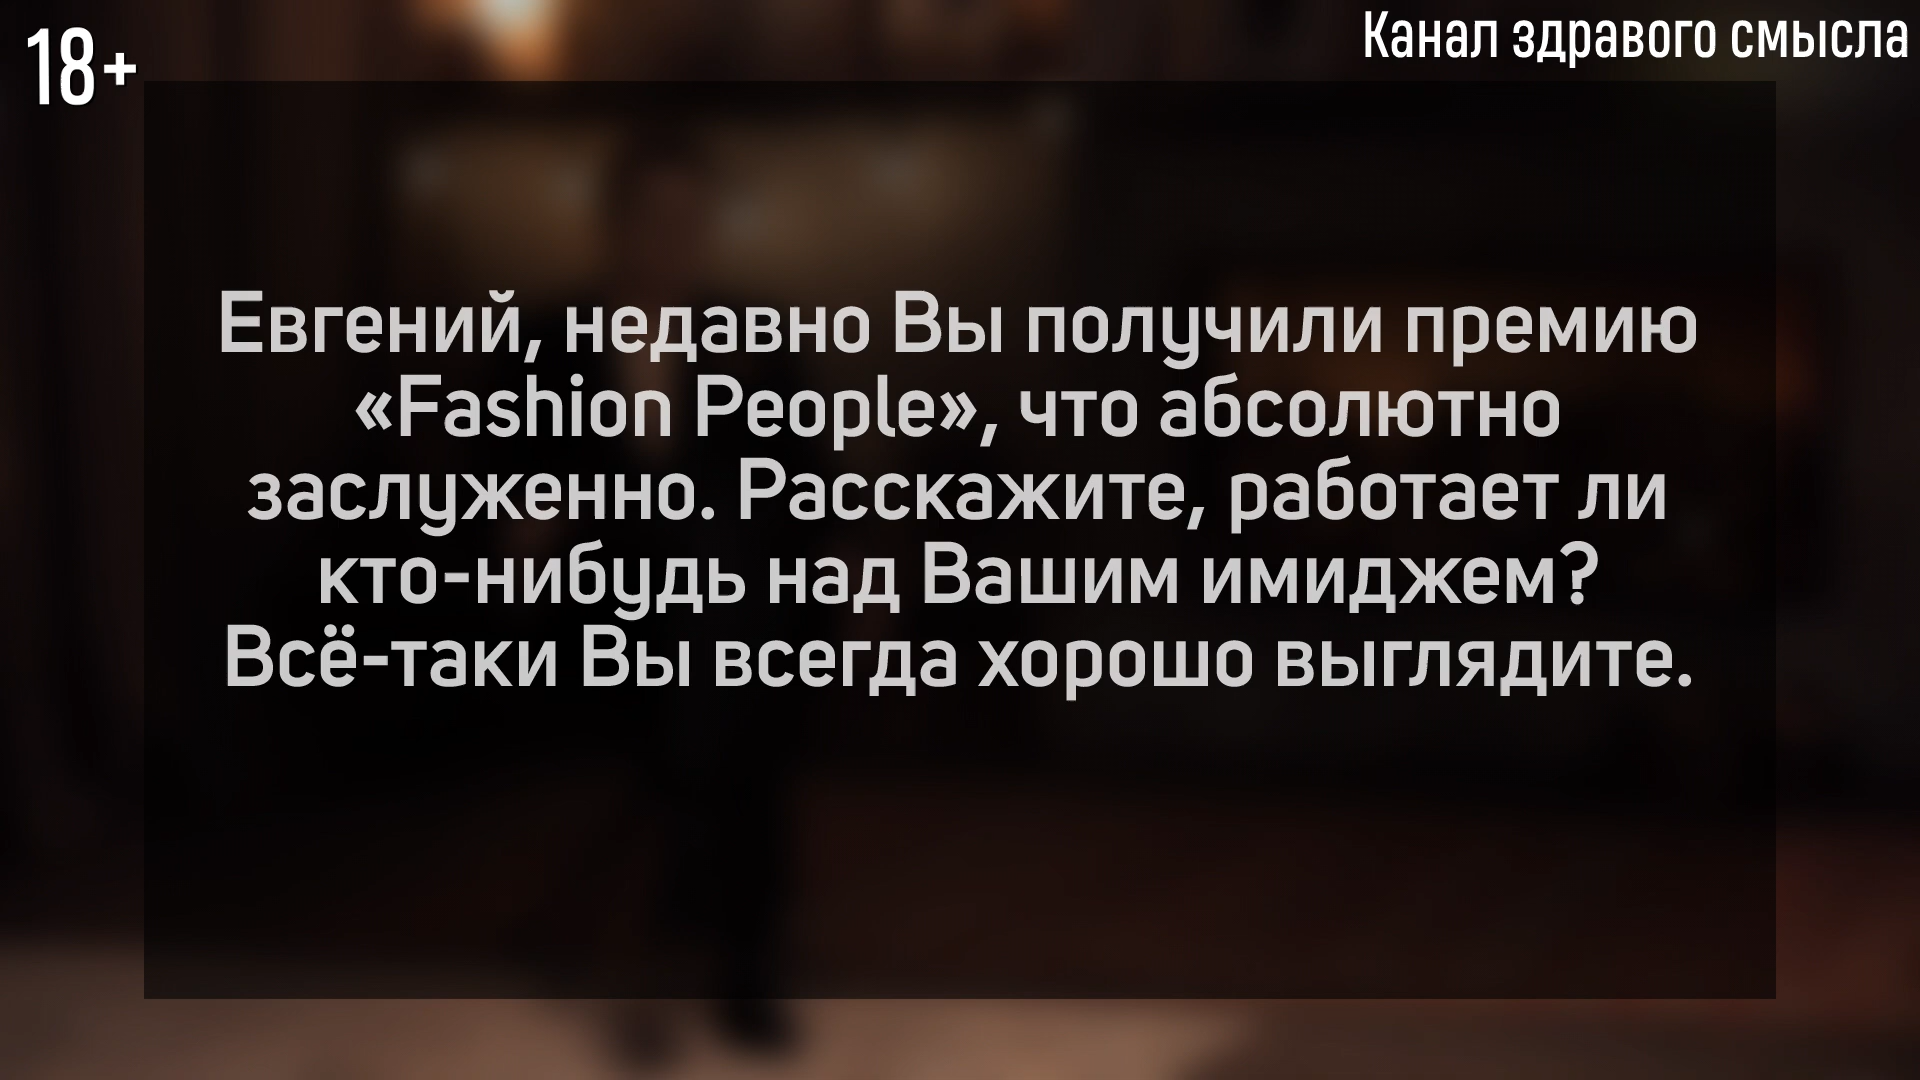 18+
Канал здравого смысла
Евгений, недавно Вы получили премию
«Fashion People», что абсолютно
заслуженно. Расскажите, работает ли
кто-нибудь над Вашим имиджем?
Всё-таки Вы всегда хорошо выглядите.